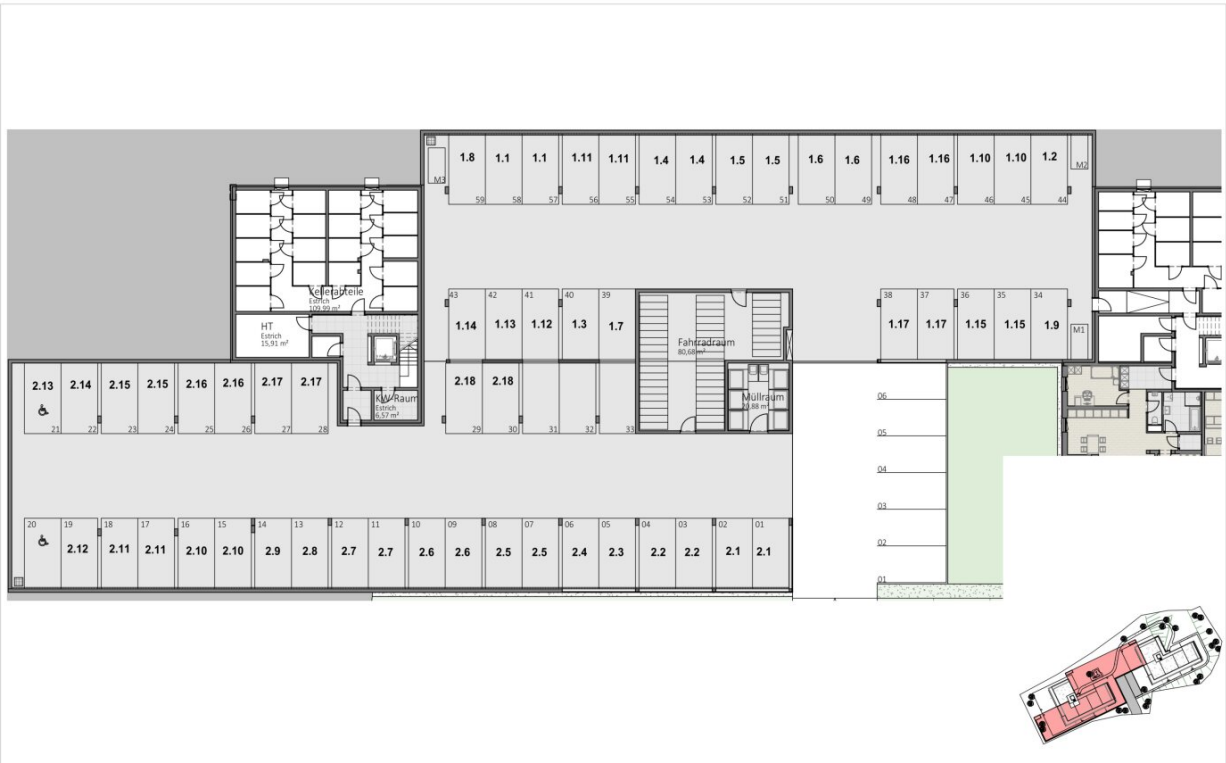 1.8 1.1 1.1 1.11 1.11 1.4 1.4 1.5 1.5 1.6 1.6 1.16 1.16 1.10 1.10 1.2
M3 M2
59 58 57 56 55 54 53 52 51 50 49 48 47 46 45 44
Kellerabteile
Estrich
109,99 m²
43 42 41 40 39 38 37 36 35 34
1.14 1.13 1.12 1.3 1.7 1.17 1.17 1.15 1.15 1.9
M1
HT
Estrich
15,91 m²
Fahrradraum
80,68 m²
2.13 2.14 2.15 2.15 2.16 2.16 2.17 2.17 2.18 2.18
KW-Raum
Estrich
6,57 m²
Müllraum
20,88 m²
21 22 23 24 25 26 27 28 29 30 31 32 33
06
05
04
03
02
01
20 19 18 17 16 15 14 13 12 11 10 09 08 07 06 05 04 03 02 01
2.12 2.11 2.11 2.10 2.10 2.9 2.8 2.7 2.7 2.6 2.6 2.5 2.5 2.4 2.3 2.2 2.2 2.1 2.1